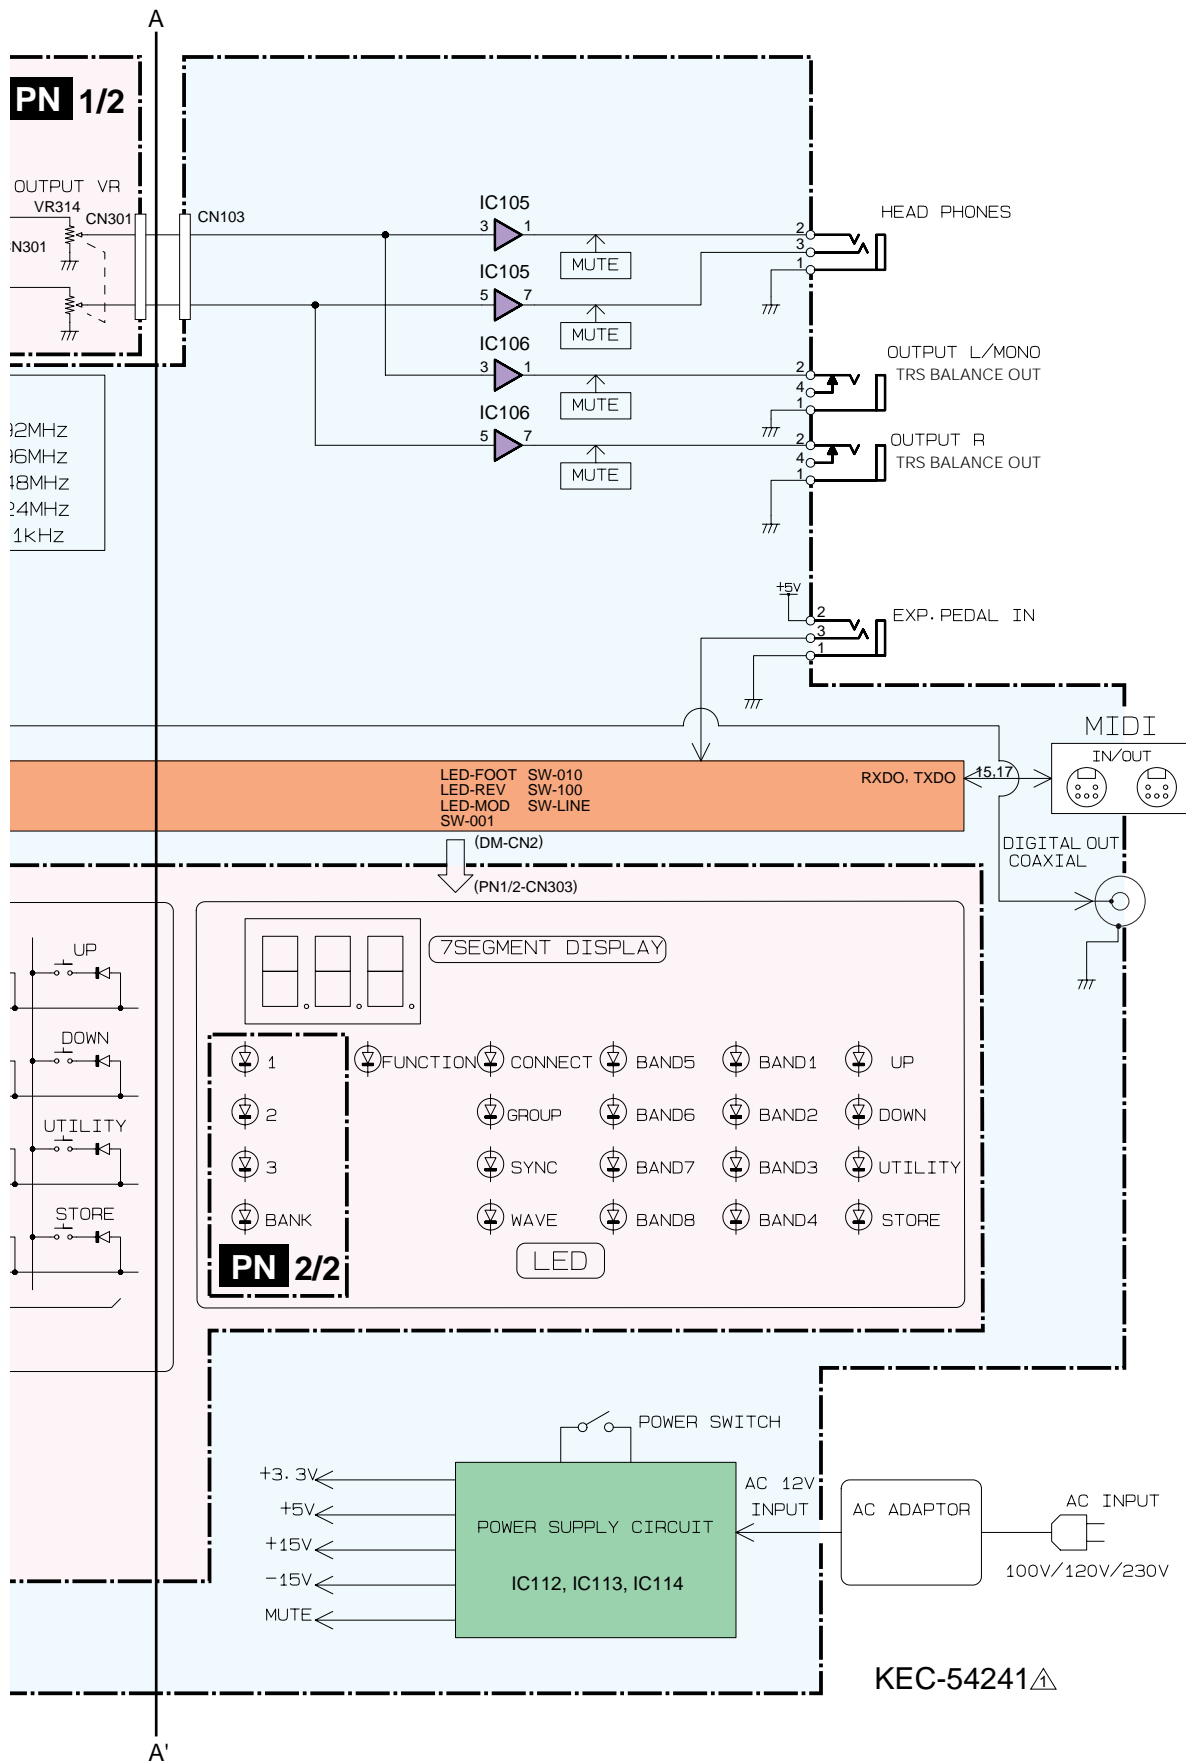 A
PN 1/2
OUTPUT VR
VR314
CN301
CN103
N301
IC105
3 1
MUTE
2
3
1
HEAD PHONES
IC105
5 7
MUTE
IC106
3 1
MUTE
2
4
1
OUTPUT L/MONO
TRS BALANCE OUT
IC106
5 7
MUTE
2
4
1
OUTPUT R
TRS BALANCE OUT
92MHz
96MHz
48MHz
24MHz
1kHz
+5V
2
3
1
EXP.PEDAL IN
MIDI
IN/OUT
LED-FOOT SW-010
LED-REV SW-100
LED-MOD SW-LINE
SW-001
RXDO, TXDO
15,17
(DM-CN2)
(PN1/2-CN303)
DIGITAL OUT
COAXIAL
UP
DOWN
UTILITY
STORE
7SEGMENT DISPLAY
1 FUNCTION CONNECT BAND5 BAND1 UP
2 GROUP BAND6 BAND2 DOWN
3 SYNC BAND7 BAND3 UTILITY
BANK WAVE BAND8 BAND4 STORE
PN 2/2
LED
POWER SWITCH
+3.3V
+5V
+15V
-15V
MUTE
POWER SUPPLY CIRCUIT
IC112, IC113, IC114
AC 12V
INPUT
AC ADAPTOR
AC INPUT
100V/120V/230V
KEC-54241 1
A'